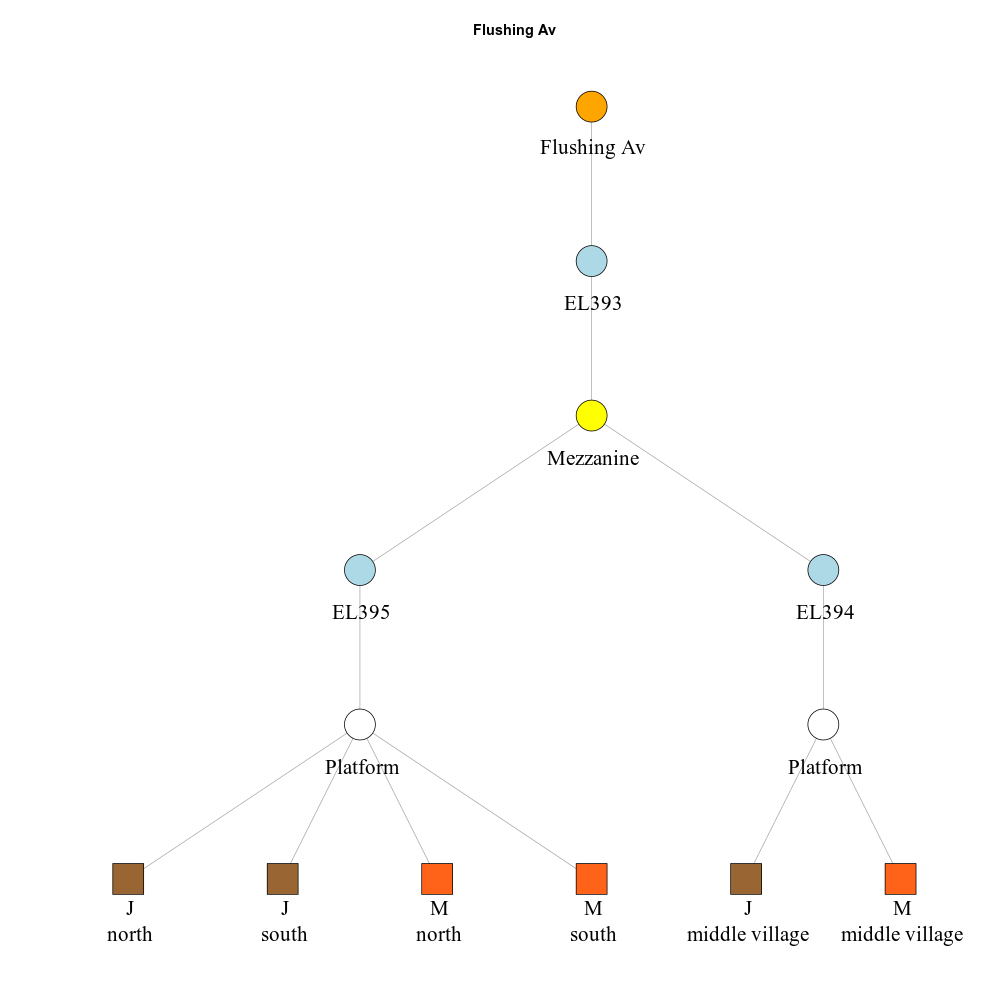 Flushing Av
Flushing Av
EL393
Mezzanine
EL395
EL394
Platform
Platform
J
north
J
south
M
north
M
south
J
middle village
M
middle village